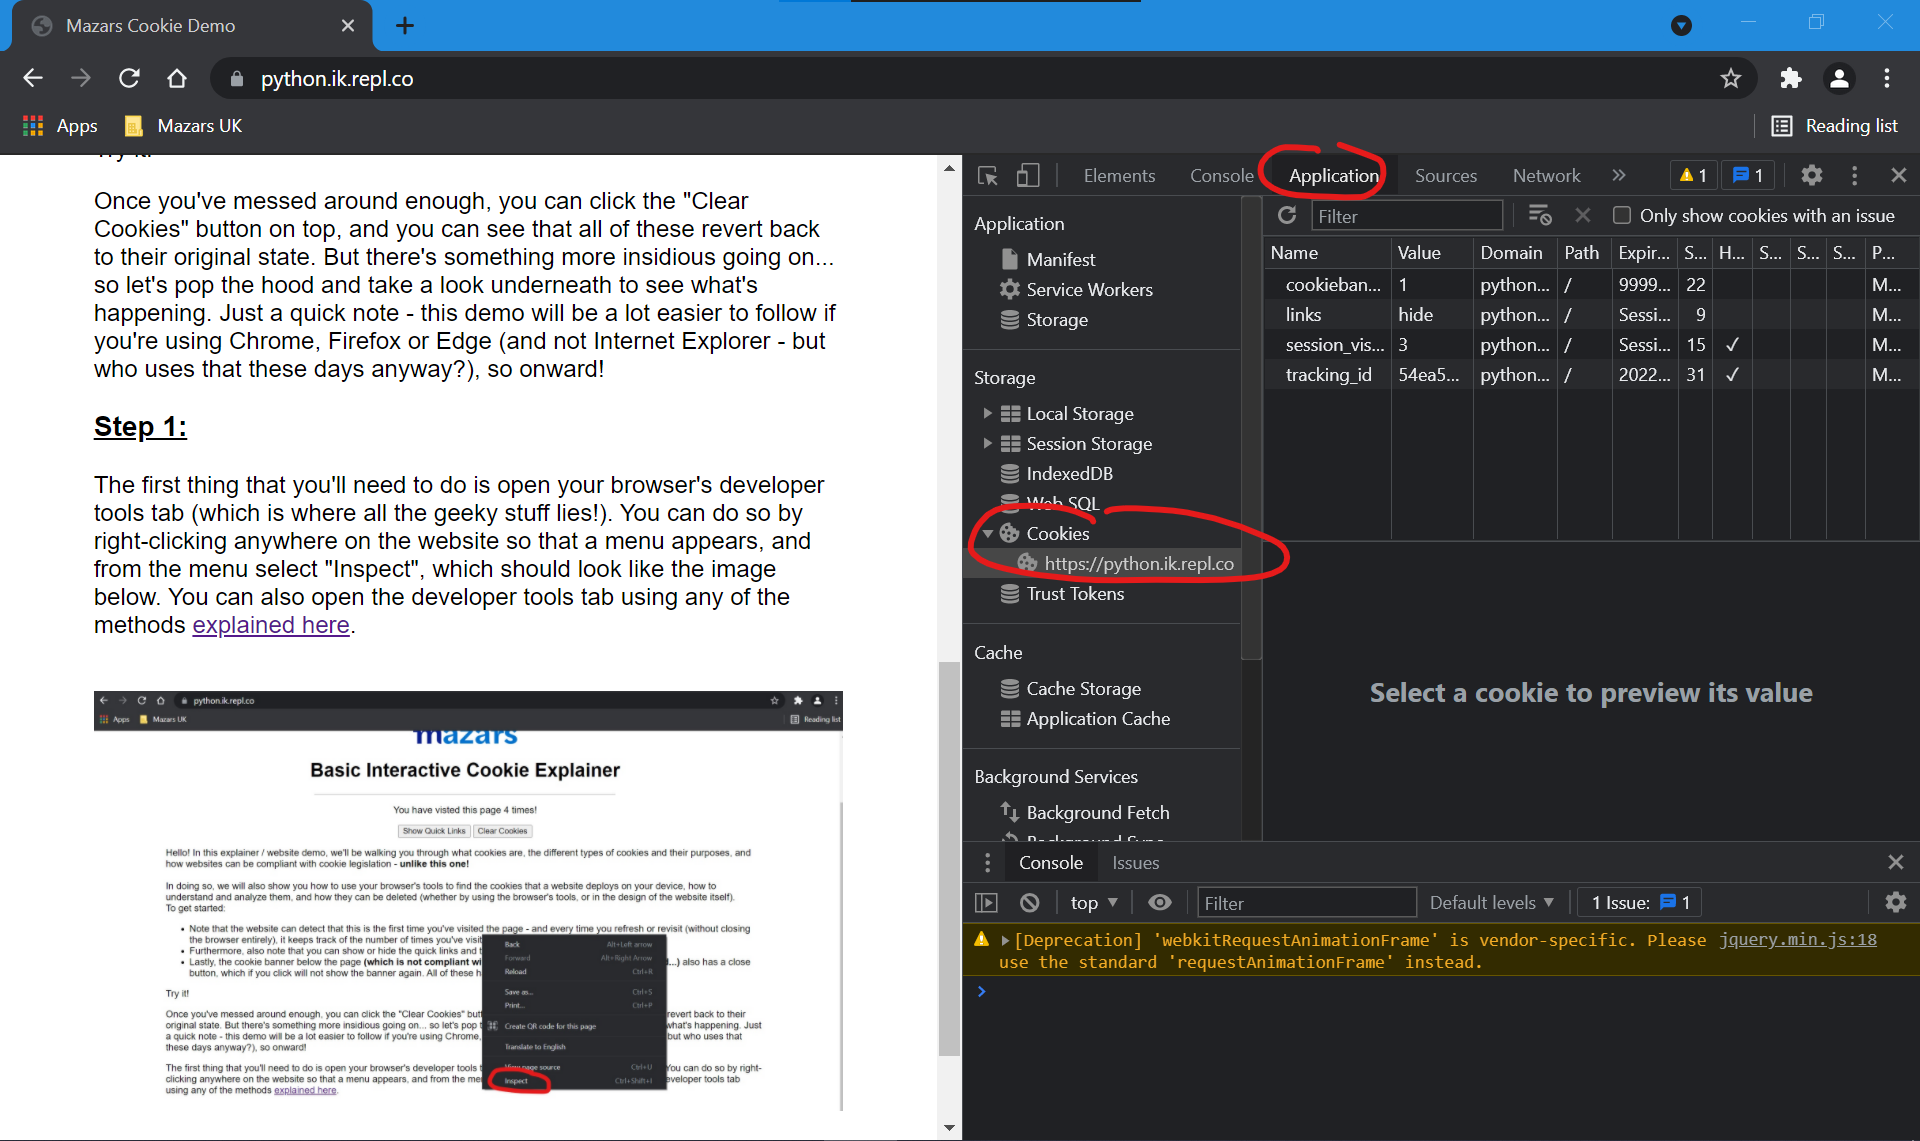 Mazars Cookie Demo
python.ik.repl.co
Apps
Mazars UK
Reading list
Once you've messed around enough, you can click the "Clear
Cookies" button on top, and you can see that all of these revert back
to their original state. But there's something more insidious going on...
so let's pop the hood and take a look underneath to see what's
happening. Just a quick note - this demo will be a lot easier to follow if
you're using Chrome, Firefox or Edge (and not Internet Explorer - but
who uses that these days anyway?), so onward!
Step 1:
The first thing that you'll need to do is open your browser's developer
tools tab (which is where all the geeky stuff lies!). You can do so by
right-clicking anywhere on the website so that a menu appears, and
from the menu select "Inspect", which should look like the image
below. You can also open the developer tools tab using any of the
methods explained here.
python.ik.repl.co
Apps
Mazars UK
Reading list
mazars
Basic Interactive Cookie Explainer
You have visted this page 4 times!
Show Quick Links Clear Cookies
Hello! In this explainer / website demo, we'll be walking you through what cookies are, the different types of cookies and their purposes, and
how websites can be compliant with cookie legislation - unlike this one!
In doing so, we will also show you how to use your browser's tools to find the cookies that a website deploys on your device, how to
understand and analyze them, and how they can be deleted (whether by using the browser's tools, or in the design of the website itself).
To get started:
• Note that the website can detect that this is the first time you've visited the page - and every time you refresh or revisit (without closing
the browser entirely), it keeps track of the number of times you've visit
• Furthermore, also note that you can show or hide the quick links and t
• Lastly, the cookie banner below the page (which is not compliant wi ...) also has a close
button, which if you click will not show the banner again. All of these h
Try it!
Once you've messed around enough, you can click the "Clear Cookies" butt revert back to their
original state. But there's something more insidious going on... so let's pop t what's happening. Just
a quick note - this demo will be a lot easier to follow if you're using Chrome, but who uses that
these days anyway?), so onward!
The first thing that you'll need to do is open your browser's developer tools t You can do so by right-
clicking anywhere on the website so that a menu appears, and from the me eveloper tools tab
using any of the methods explained here.
Back Alt+Left arrow
Forward Alt+Right Arrow
Reload Ctrl+R
Save as... Ctrl+S
Print... Ctrl+P
Create QR code for this page
Translate to English
View page source Ctrl+U
Inspect Ctrl+Shift+I
Elements Console Application Sources Network » 1 1
Application
Manifest
Service Workers
Storage
Storage
Local Storage
Session Storage
IndexedDB
Web SQL
Cookies
https://python.ik.repl.co
Trust Tokens
Cache
Cache Storage
Application Cache
Background Services
Background Fetch
Background Sync
Filter
Only show cookies with an issue
Name Value Domain Path Expir... S... H... S... S... S... P...
cookieban... 1 python... / 9999... 22 M...
links hide python... / Sessi... 9 M...
session_vis... 3 python... / Sessi... 15 ✓ M...
tracking_id 54ea5... python... / 2022... 31 ✓ M...
Select a cookie to preview its value
Console Issues
top Filter Default levels 1 Issue: 1
[Deprecation] 'webkitRequestAnimationFrame' is vendor-specific. Please jquery.min.js:18
use the standard 'requestAnimationFrame' instead.